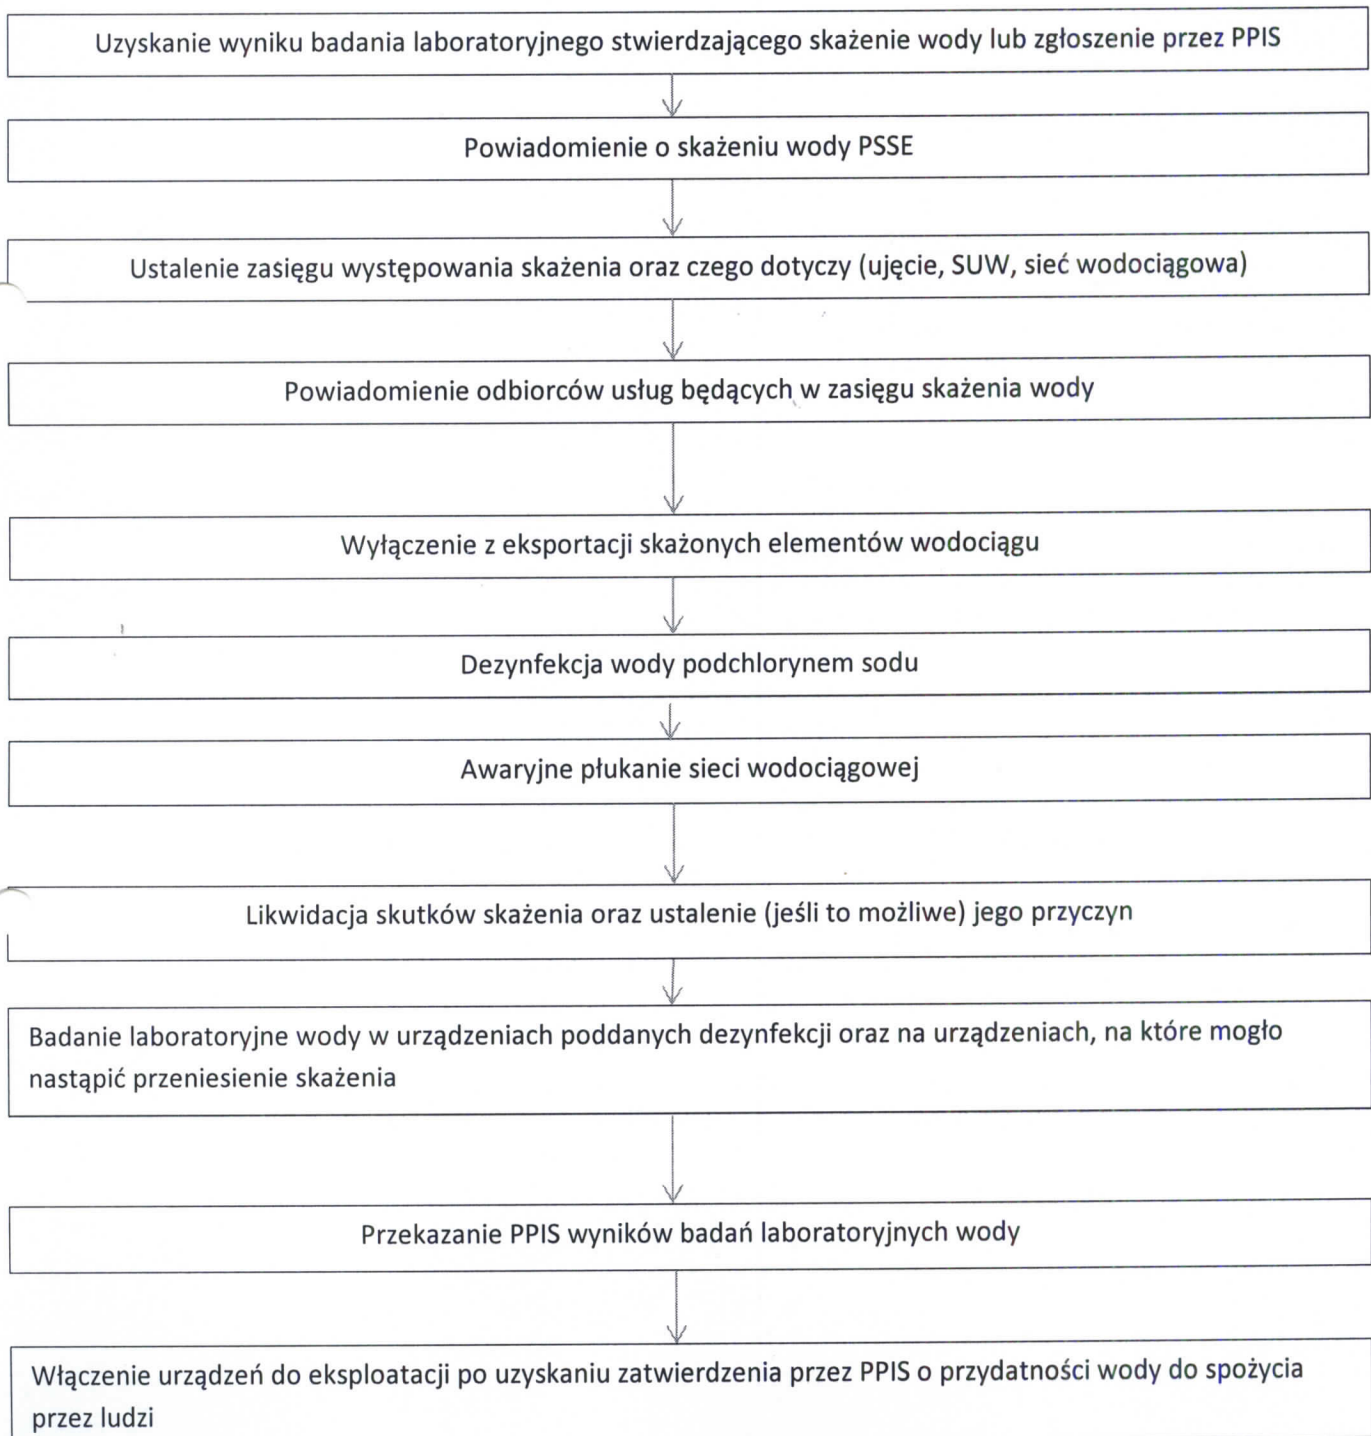 Uzyskanie wyniku badania laboratoryjnego stwierdzającego skażenie wody lub zgłoszenie przez PPIS
Powiadomienie o skażeniu wody PSSE
Ustalenie zasięgu występowania skażenia oraz czego dotyczy (ujęcie, SUW, sieć wodociągowa)
Powiadomienie odbiorców usług będących w zasięgu skażenia wody
Wyłączenie z eksportacji skażonych elementów wodociągu
Dezynfekcja wody podchlorynem sodu
Awaryjne płukanie sieci wodociągowej
Likwidacja skutków skażenia oraz ustalenie (jeśli to możliwe) jego przyczyn
Badanie laboratoryjne wody w urządzeniach poddanych dezynfekcji oraz na urządzeniach, na które mogło
nastąpić przeniesienie skażenia
Przekazanie PPIS wyników badań laboratoryjnych wody
Włączenie urządzeń do eksploatacji po uzyskaniu zatwierdzenia przez PPIS o przydatności wody do spożycia
przez ludzi